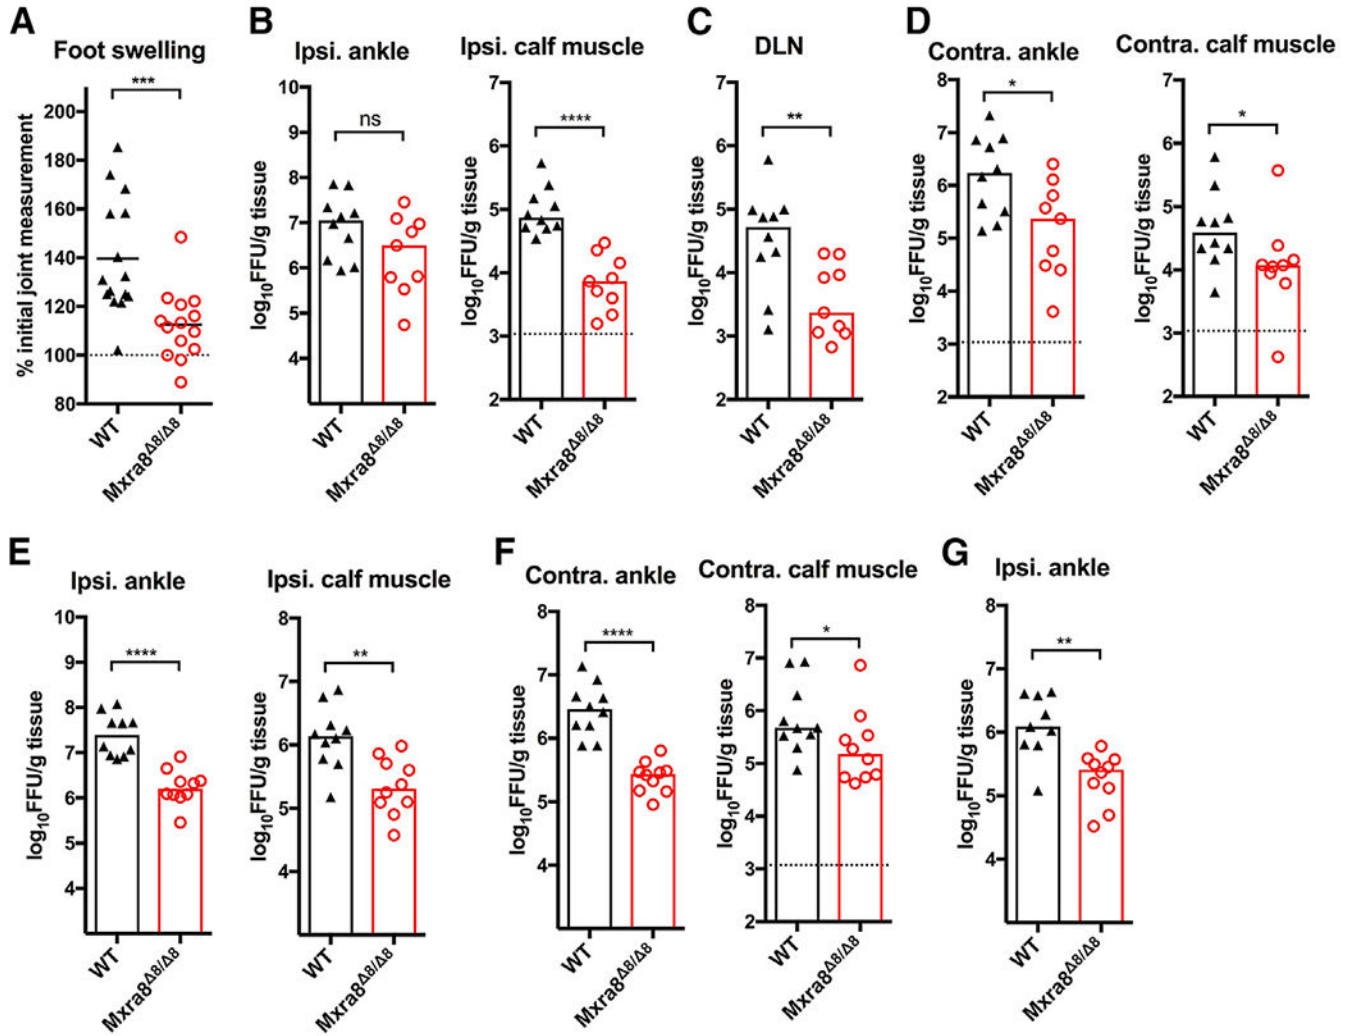 A
Foot swelling
***
% initial joint measurement
200
180
160
140
120
100
80
WT
Mxra8Δ8/Δ8
B
Ipsi. ankle
ns
log10FFU/g tissue
10
9
8
7
6
5
4
WT
Mxra8Δ8/Δ8
Ipsi. calf muscle
****
log10FFU/g tissue
7
6
5
4
3
2
WT
Mxra8Δ8/Δ8
C
DLN
**
log10FFU/g tissue
7
6
5
4
3
2
WT
Mxra8Δ8/Δ8
D
Contra. ankle
*
log10FFU/g tissue
8
7
6
5
4
3
2
WT
Mxra8Δ8/Δ8
Contra. calf muscle
*
log10FFU/g tissue
7
6
5
4
3
2
WT
Mxra8Δ8/Δ8
E
Ipsi. ankle
****
log10FFU/g tissue
10
9
8
7
6
5
4
WT
Mxra8Δ8/Δ8
Ipsi. calf muscle
**
log10FFU/g tissue
8
7
6
5
4
WT
Mxra8Δ8/Δ8
F
Contra. ankle
****
log10FFU/g tissue
8
7
6
5
4
WT
Mxra8Δ8/Δ8
Contra. calf muscle
*
log10FFU/g tissue
8
7
6
5
4
3
2
WT
Mxra8Δ8/Δ8
G
Ipsi. ankle
**
log10FFU/g tissue
8
7
6
5
4
WT
Mxra8Δ8/Δ8